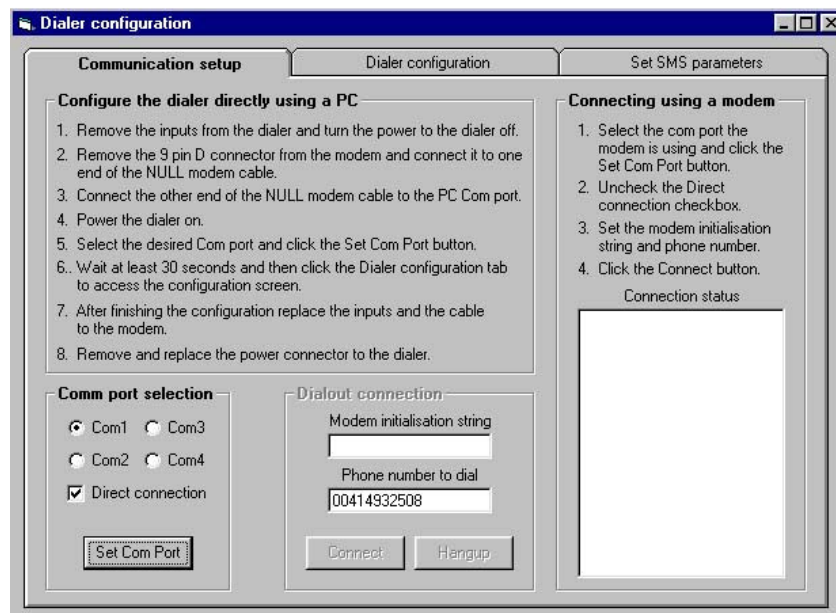 Dialer configuration
Communication setup
Dialer configuration
Set SMS parameters
Configure the dialer directly using a PC
1. Remove the inputs from the dialer and turn the power to the dialer off.
2. Remove the 9 pin D connector from the modem and connect it to one
end of the NULL modem cable.
3. Connect the other end of the NULL modem cable to the PC Com port.
4. Power the dialer on.
5. Select the desired Com port and click the Set Com Port button.
6.. Wait at least 30 seconds and then click the Dialer configuration tab
to access the configuration screen.
7. After finishing the configuration replace the inputs and the cable
to the modem.
8. Remove and replace the power connector to the dialer.
Connecting using a modem
1. Select the com port the
modem is using and click the
Set Com Port button.
2. Uncheck the Direct
connection checkbox.
3. Set the modem initialisation
string and phone number.
4. Click the Connect button.
Connection status
Comm port selection
Com1 Com3
Com2 Com4
Direct connection
Set Com Port
Dialout connection
Modem initialisation string
Phone number to dial
00414932508
Connect Hangup